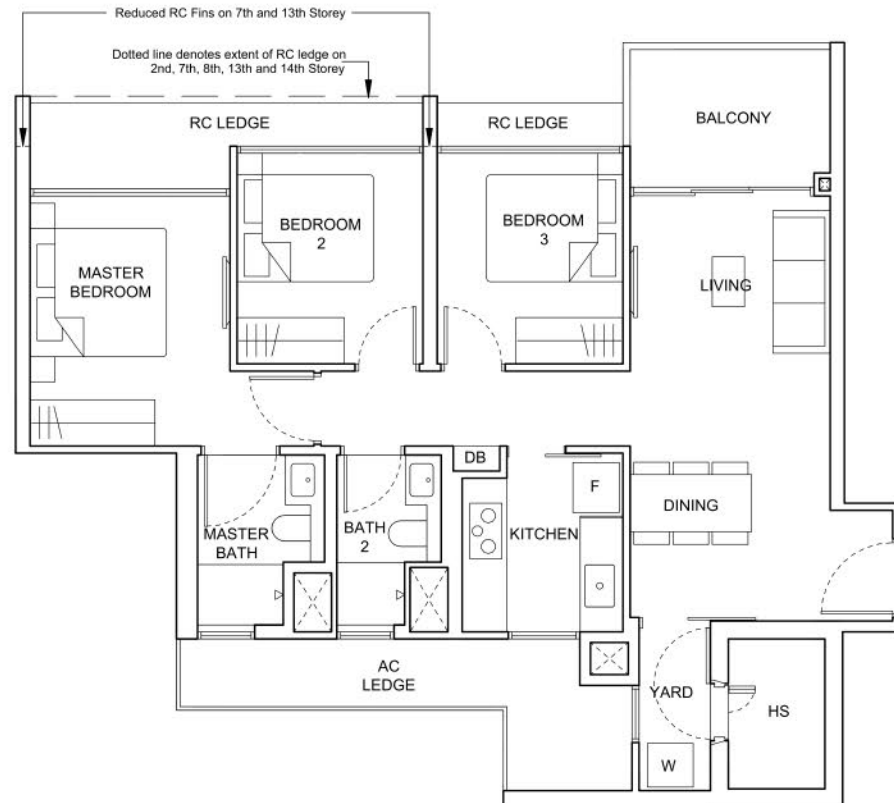 Reduced RC Fins on 7th and 13th Storey
Dotted line denotes extent of RC ledge on
2nd, 7th, 8th, 13th and 14th Storey
RC LEDGE
RC LEDGE
BALCONY
BEDROOM
2
BEDROOM
3
MASTER
BEDROOM
LIVING
DB
F
DINING
MASTER
BATH
BATH
2
KITCHEN
AC
LEDGE
YARD
HS
W